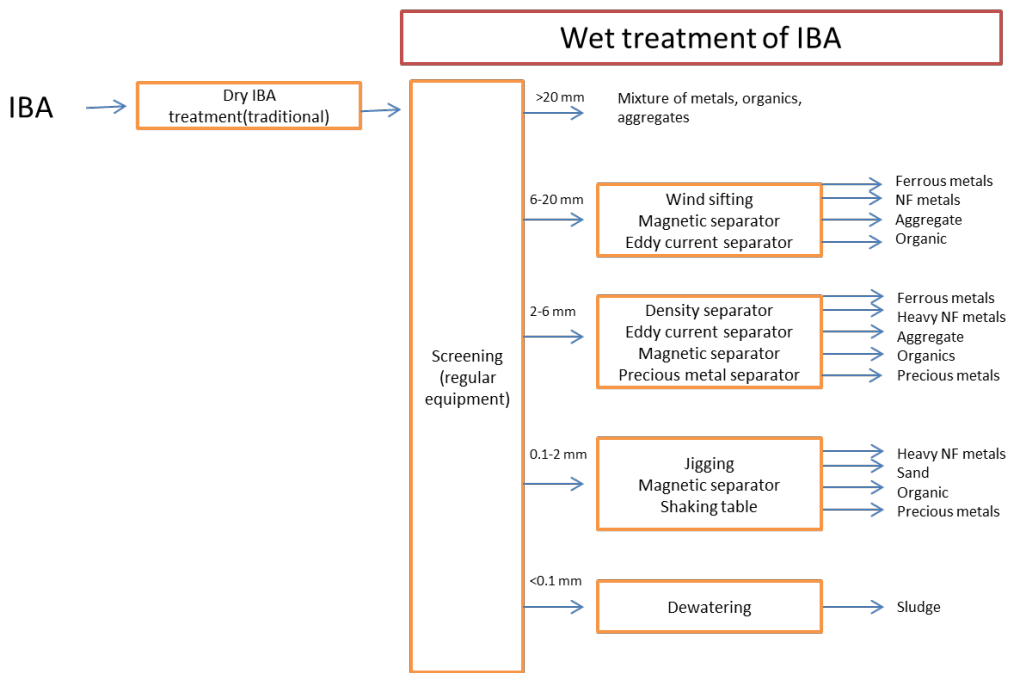 Wet treatment of IBA
IBA
Dry IBA
treatment(traditional)
Screening
(regular
equipment)
>20 mm
Mixture of metals, organics,
aggregates
6-20 mm
Wind sifting
Magnetic separator
Eddy current separator
Ferrous metals
NF metals
Aggregate
Organic
2-6 mm
Density separator
Eddy current separator
Magnetic separator
Precious metal separator
Ferrous metals
Heavy NF metals
Aggregate
Organics
Precious metals
0.1-2 mm
Jigging
Magnetic separator
Shaking table
Heavy NF metals
Sand
Organic
Precious metals
<0.1 mm
Dewatering
Sludge